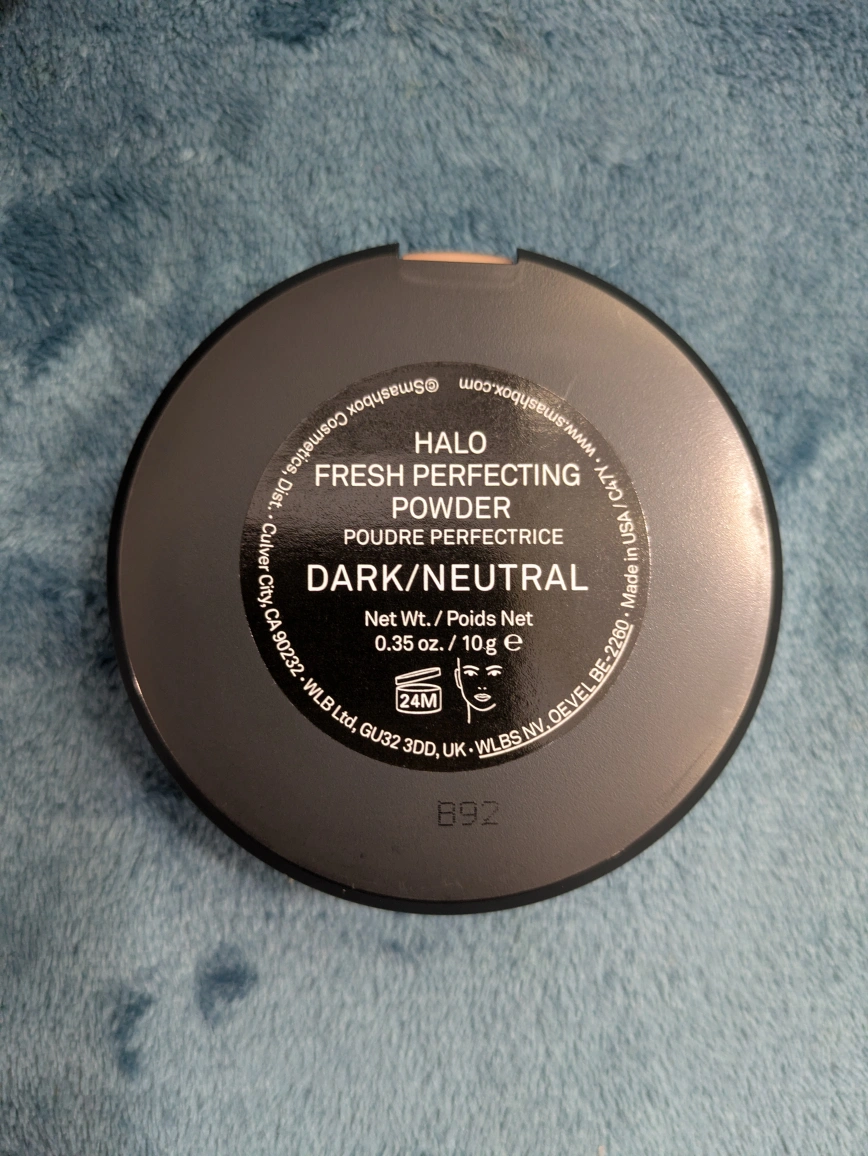 HALO
FRESH PERFECTING
POWDER
POUDRE PERFECTRICE
DARK/NEUTRAL
Net Wt. / Poids Net
0.35 oz. / 10 g ℮
24M
©Smashbox Cosmetics, Dist. • Culver City, CA 90232 • WLB Ltd, GU32 3DD, UK • WLBS NV, OEVEL BE-2260 • Made in USA / C47Y • www.smashbox.com
B92